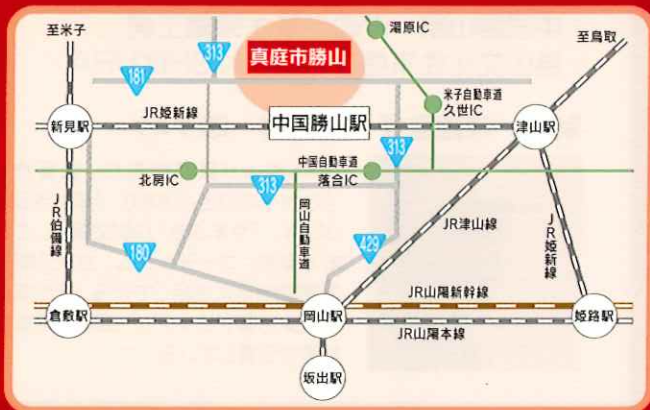 至米子
313
湯原IC
至鳥取
真庭市勝山
181
米子自動車道
久世IC
JR姫新線
新見駅
中国勝山駅
津山駅
中国自動車道
313
北房IC
313
落合IC
JR伯備線
岡山自動車道
JR津山線
JR姫新線
180
429
JR山陽新幹線
倉敷駅
岡山駅
姫路駅
JR山陽本線
坂出駅